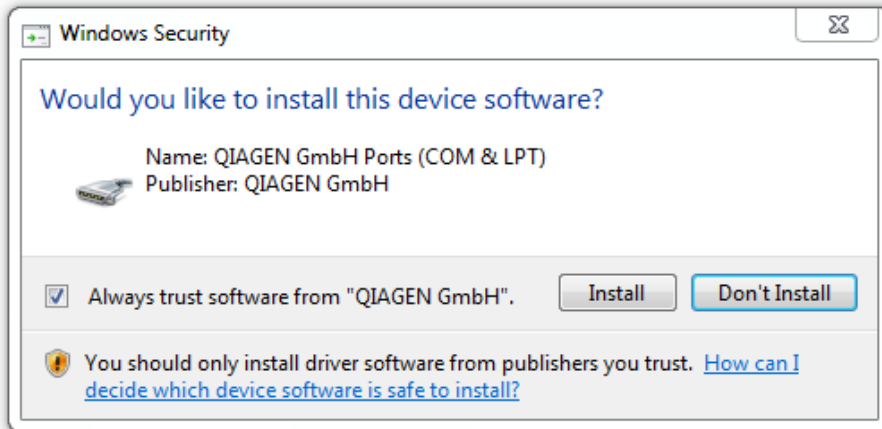 Windows Security
Would you like to install this device software?
Name: QIAGEN GmbH Ports (COM & LPT)
Publisher: QIAGEN GmbH
Always trust software from "QIAGEN GmbH".
Install
Don't Install
You should only install driver software from publishers you trust. How can I
decide which device software is safe to install?